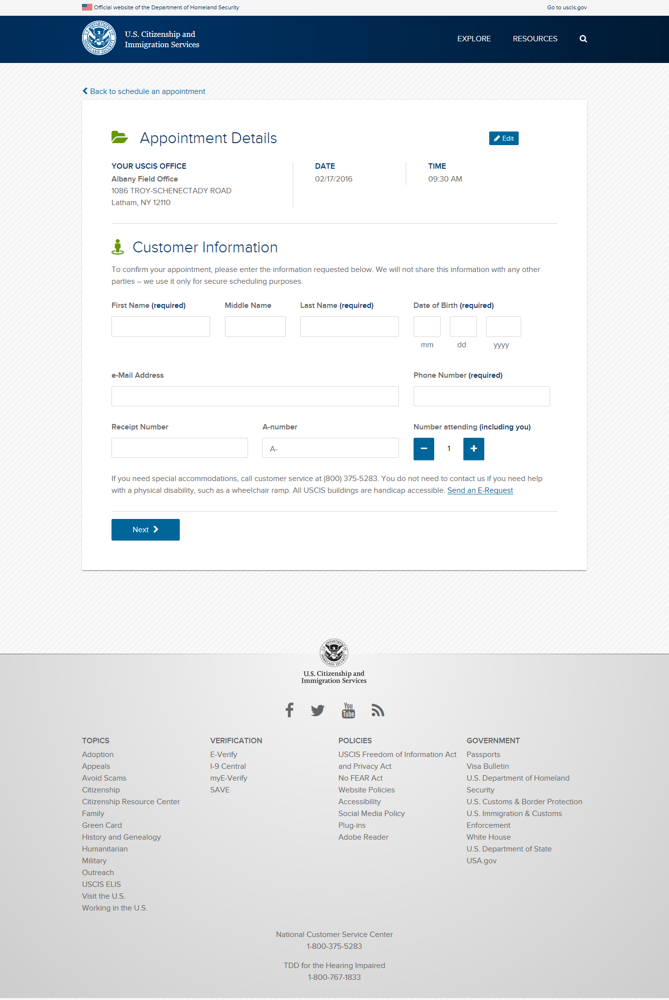 Official website of the Department of Homeland Security
Go to uscis.gov
U.S. DEPARTMENT OF HOMELAND SECURITY
U.S. Citizenship and
Immigration Services
EXPLORE
RESOURCES
Back to schedule an appointment
Appointment Details
Edit
YOUR USCIS OFFICE
Albany Field Office
1086 TROY-SCHENECTADY ROAD
Latham, NY 12110
DATE
02/17/2016
TIME
09:30 AM
Customer Information
To confirm your appointment, please enter the information requested below. We will not share this information with any other
parties – we use it only for secure scheduling purposes.
First Name (required)
Middle Name
Last Name (required)
Date of Birth (required)
mm
dd
yyyy
e-Mail Address
Phone Number (required)
Receipt Number
A-number
Number attending (including you)
A-
1
If you need special accommodations, call customer service at (800) 375-5283. You do not need to contact us if you need help
with a physical disability, such as a wheelchair ramp. All USCIS buildings are handicap accessible. Send an E-Request
Next
U.S. DEPARTMENT OF HOMELAND SECURITY
U.S. Citizenship and
Immigration Services
You
Tube
TOPICS
Adoption
Appeals
Avoid Scams
Citizenship
Citizenship Resource Center
Family
Green Card
History and Genealogy
Humanitarian
Military
Outreach
USCIS ELIS
Visit the U.S.
Working in the U.S.
VERIFICATION
E-Verify
I-9 Central
myE-Verify
SAVE
POLICIES
USCIS Freedom of Information Act
and Privacy Act
No FEAR Act
Website Policies
Accessibility
Social Media Policy
Plug-ins
Adobe Reader
GOVERNMENT
Passports
Visa Bulletin
U.S. Department of Homeland
Security
U.S. Customs & Border Protection
U.S. Immigration & Customs
Enforcement
White House
U.S. Department of State
USA.gov
National Customer Service Center
1-800-375-5283
TDD for the Hearing Impaired
1-800-767-1833